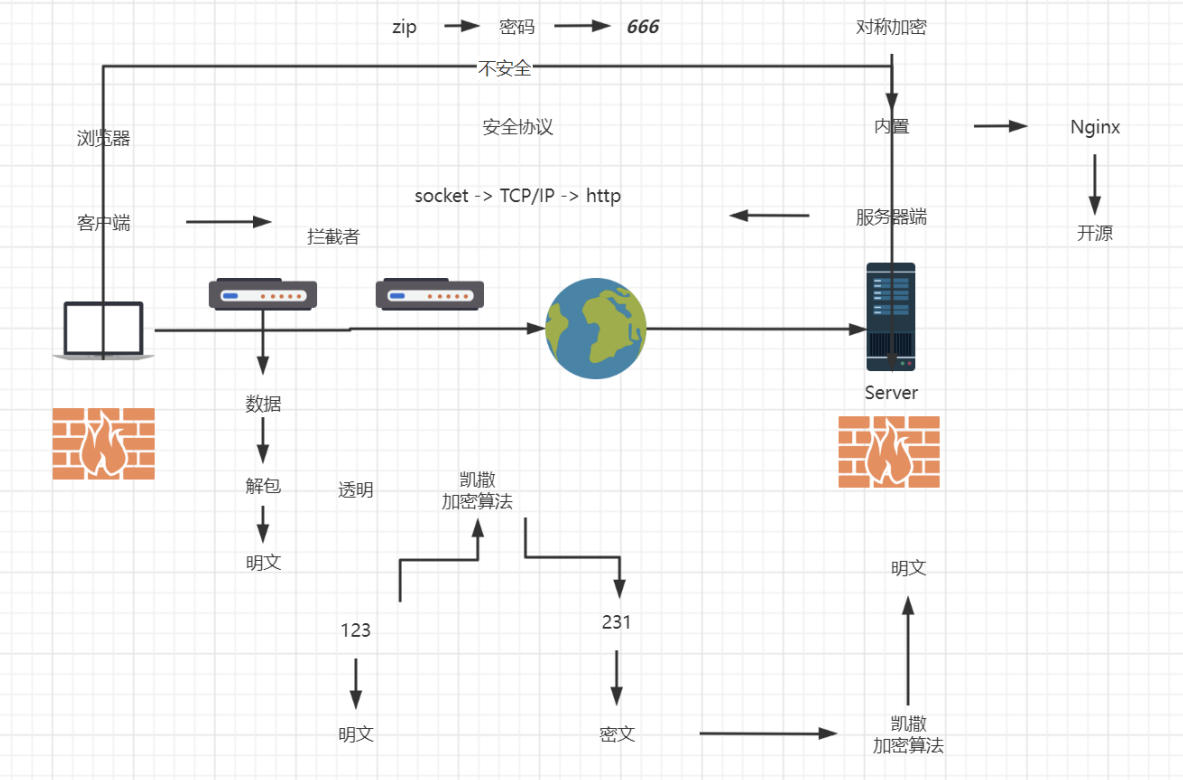 zip
密码
666
对称加密
不安全
浏览器
安全协议
内置
Nginx
socket -> TCP/IP -> http
客户端
服务器端
拦截者
开源
Server
数据
解包
透明
凯撒
加密算法
明文
明文
123
231
明文
密文
凯撒
加密算法